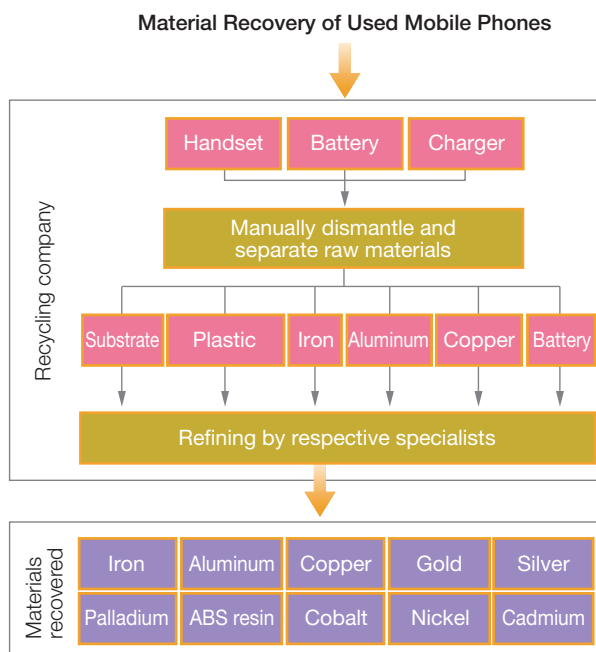 Material Recovery of Used Mobile Phones
Recycling company
Handset Battery Charger
Manually dismantle and
separate raw materials
Substrate Plastic Iron Aluminum Copper Battery
Refining by respective specialists
Materials
recovered
Iron Aluminum Copper Gold Silver
Palladium ABS resin Cobalt Nickel Cadmium